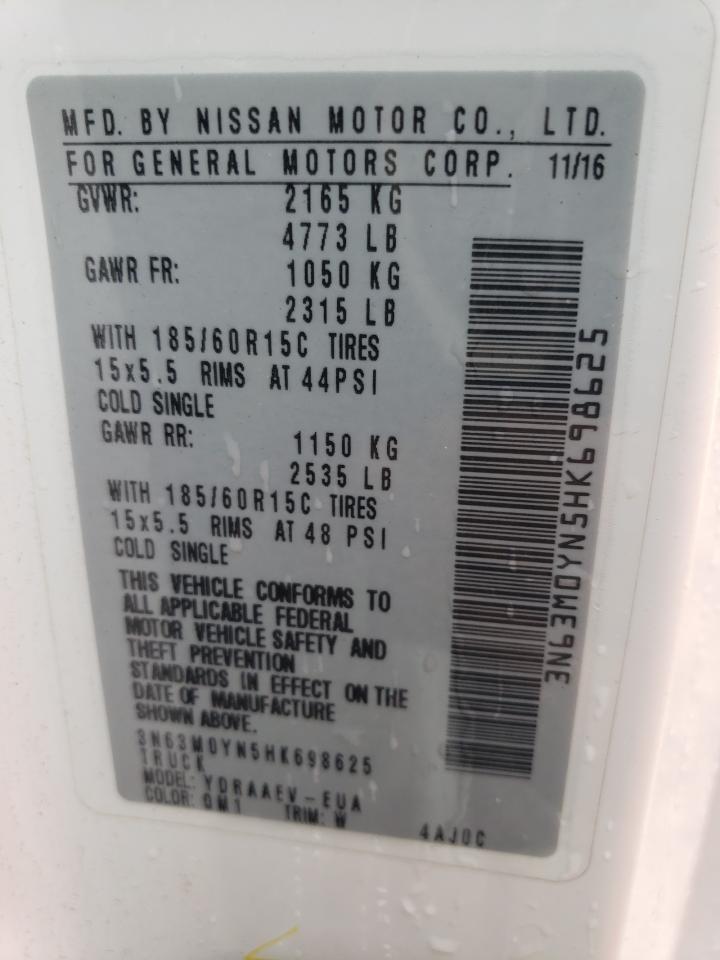 MFD. BY NISSAN MOTOR CO., LTD.
FOR GENERAL MOTORS CORP. 11/16
GVWR: 2165 KG
4773 LB
GAWR FR: 1050 KG
2315 LB
WITH 185/60R15C TIRES
15x5.5 RIMS AT 44PSI
COLD SINGLE
GAWR RR: 1150 KG
2535 LB
WITH 185/60R15C TIRES
15x5.5 RIMS AT 48 PSI
COLD SINGLE
THIS VEHICLE CONFORMS TO
ALL APPLICABLE FEDERAL
MOTOR VEHICLE SAFETY AND
THEFT PREVENTION
STANDARDS IN EFFECT ON THE
DATE OF MANUFACTURE
SHOWN ABOVE.
3N63M0YN5HK698625
TRUCK
MODEL: YDRAAEV-EUA
COLOR: QM1 TRIM: W
4AJ0C
3N63M0YN5HK698625